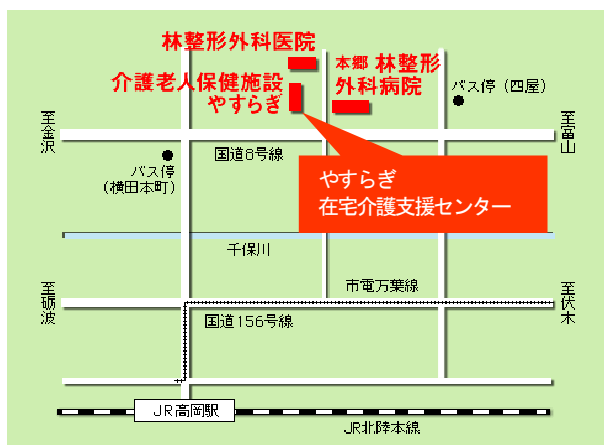 林整形外科医院
本郷 林整形
外科病院
介護老人保健施設
やすらぎ
バス停（四屋）
至金沢
至富山
国道8号線
バス停
（横田本町）
やすらぎ
在宅介護支援センター
千保川
至砺波
市電万葉線
至伏木
国道156号線
JR高岡駅
JR北陸本線